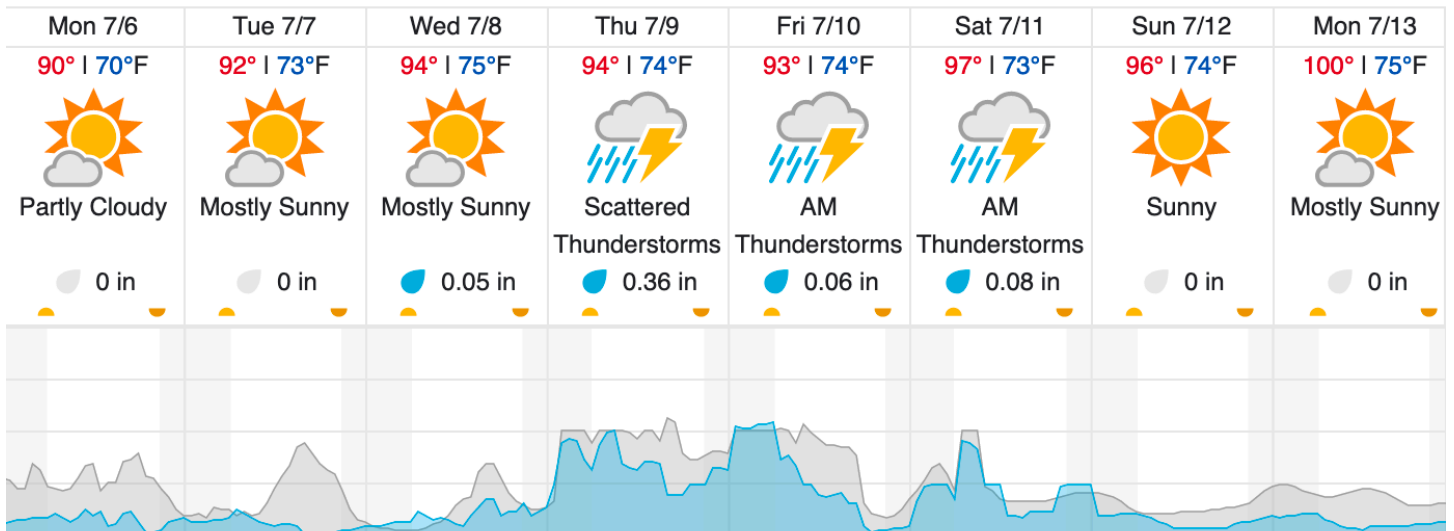 Mon 7/6 Tue 7/7 Wed 7/8 Thu 7/9 Fri 7/10 Sat 7/11 Sun 7/12 Mon 7/13
90° | 70°F 92° | 73°F 94° | 75°F 94° | 74°F 93° | 74°F 97° | 73°F 96° | 74°F 100° | 75°F
Partly Cloudy Mostly Sunny Mostly Sunny Scattered AM AM Sunny Mostly Sunny
Thunderstorms Thunderstorms Thunderstorms
0 in 0 in 0.05 in 0.36 in 0.06 in 0.08 in 0 in 0 in